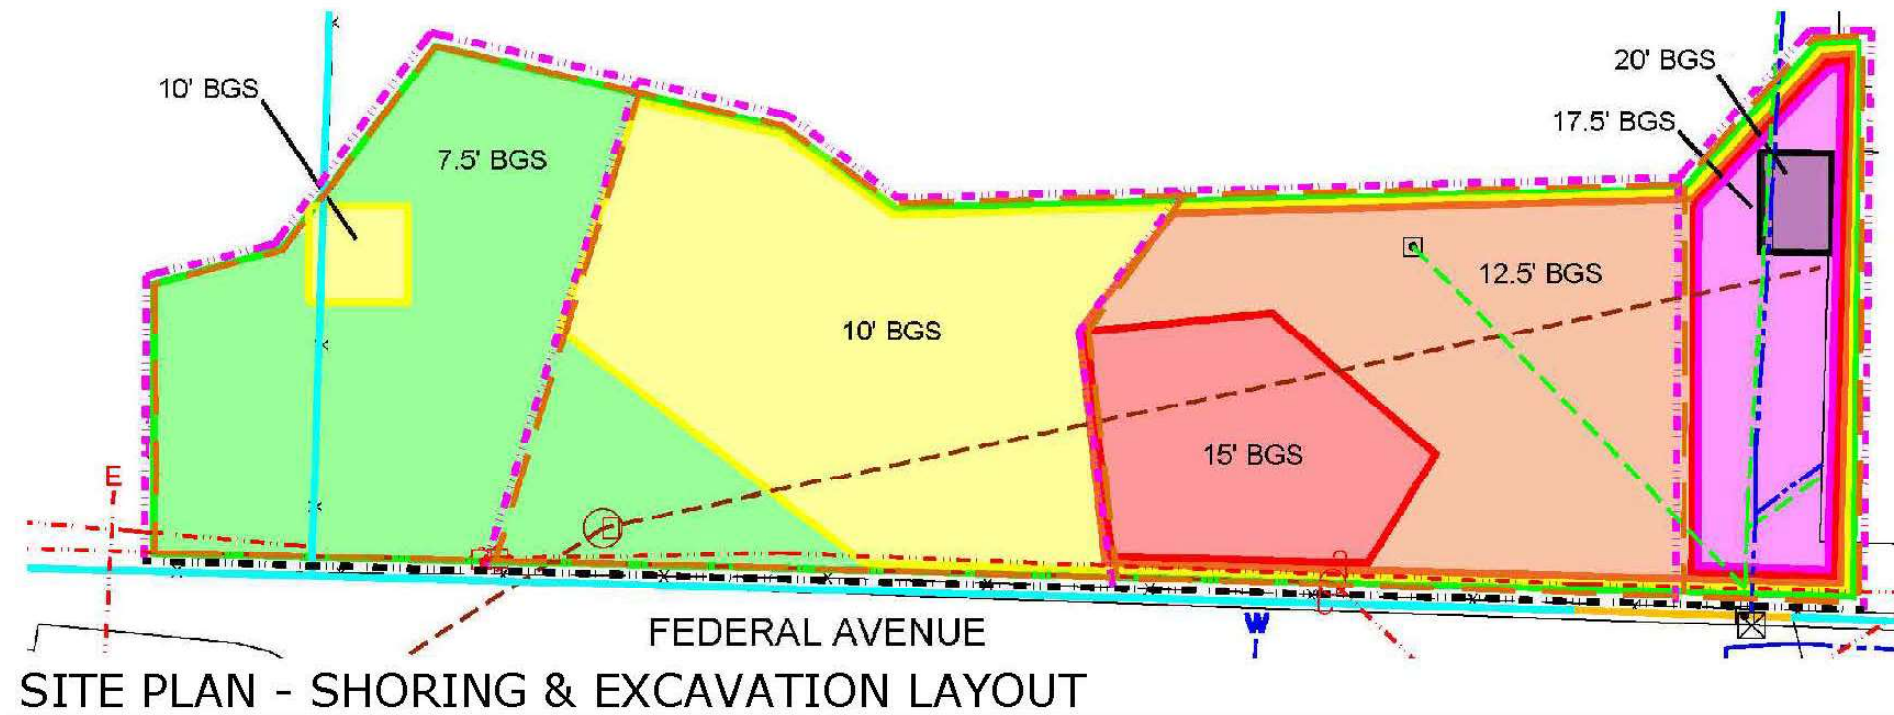 20' BGS
10' BGS
17.5' BGS
7.5' BGS
12.5' BGS
10' BGS
15' BGS
E
FEDERAL AVENUE
W
SITE PLAN - SHORING & EXCAVATION LAYOUT